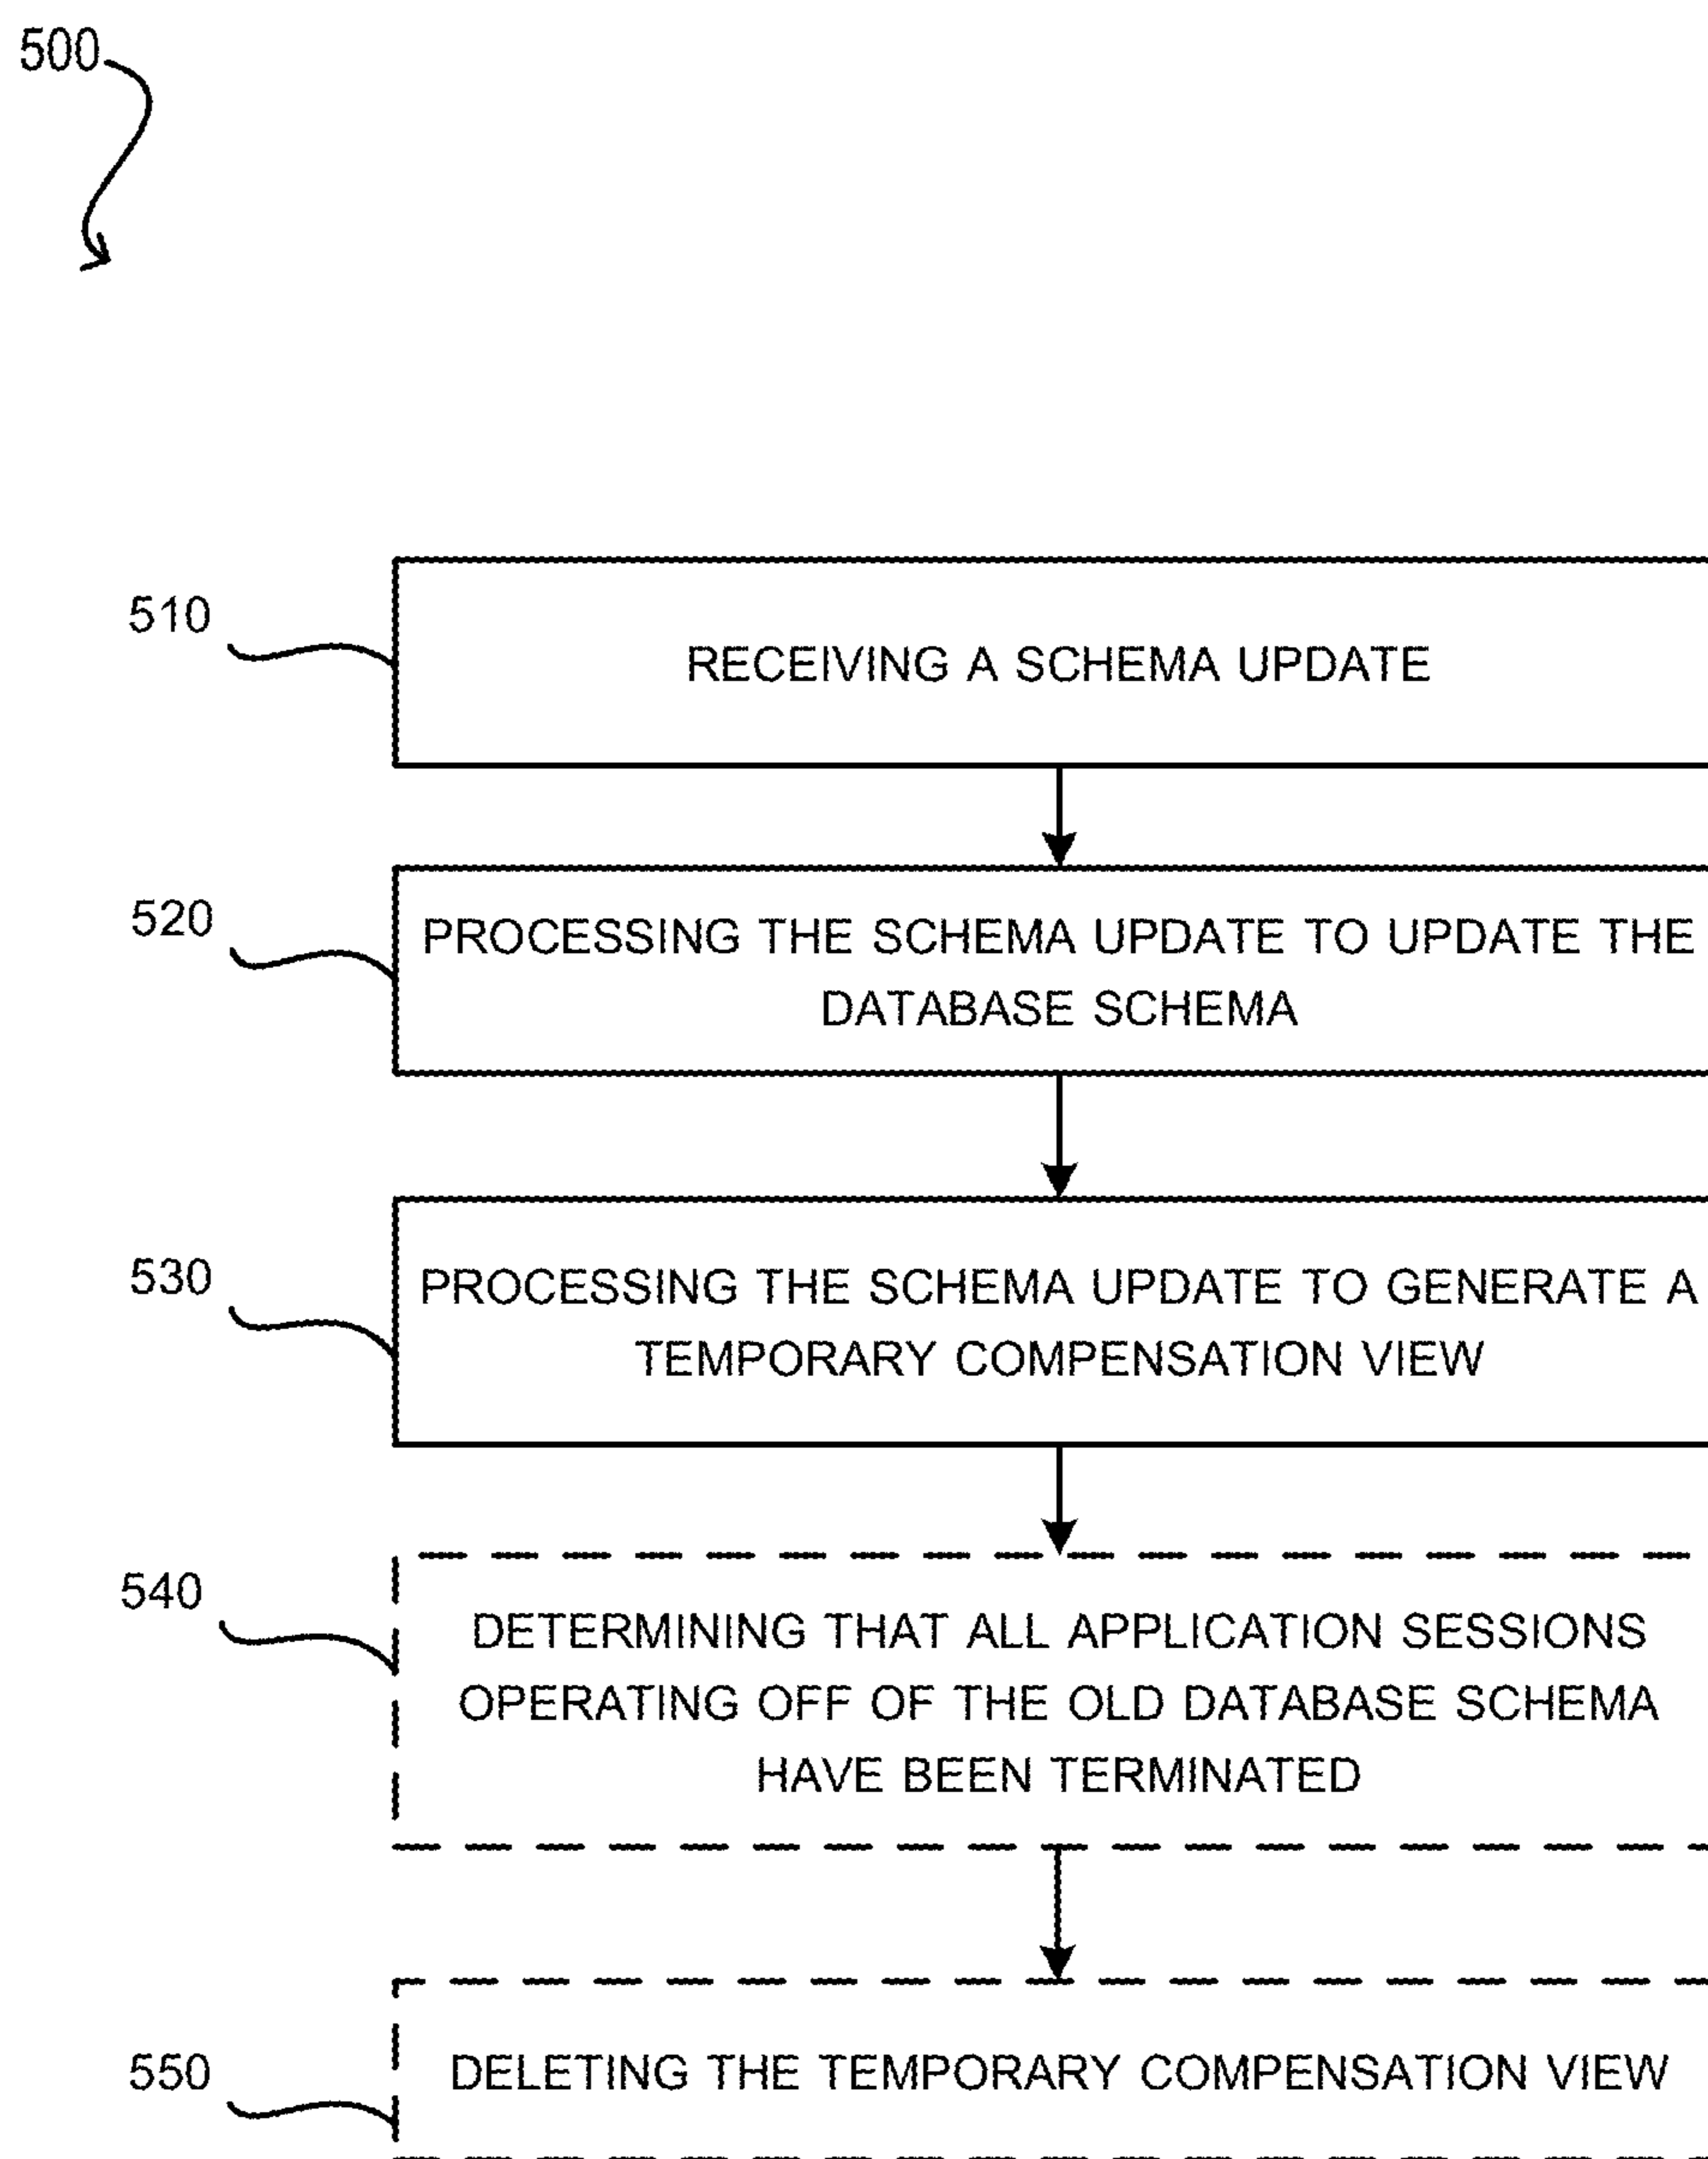 500
510
RECEIVING A SCHEMA UPDATE
520
PROCESSING THE SCHEMA UPDATE TO UPDATE THE
DATABASE SCHEMA
530
PROCESSING THE SCHEMA UPDATE TO GENERATE A
TEMPORARY COMPENSATION VIEW
540
DETERMINING THAT ALL APPLICATION SESSIONS
OPERATING OFF OF THE OLD DATABASE SCHEMA
HAVE BEEN TERMINATED
550
DELETING THE TEMPORARY COMPENSATION VIEW